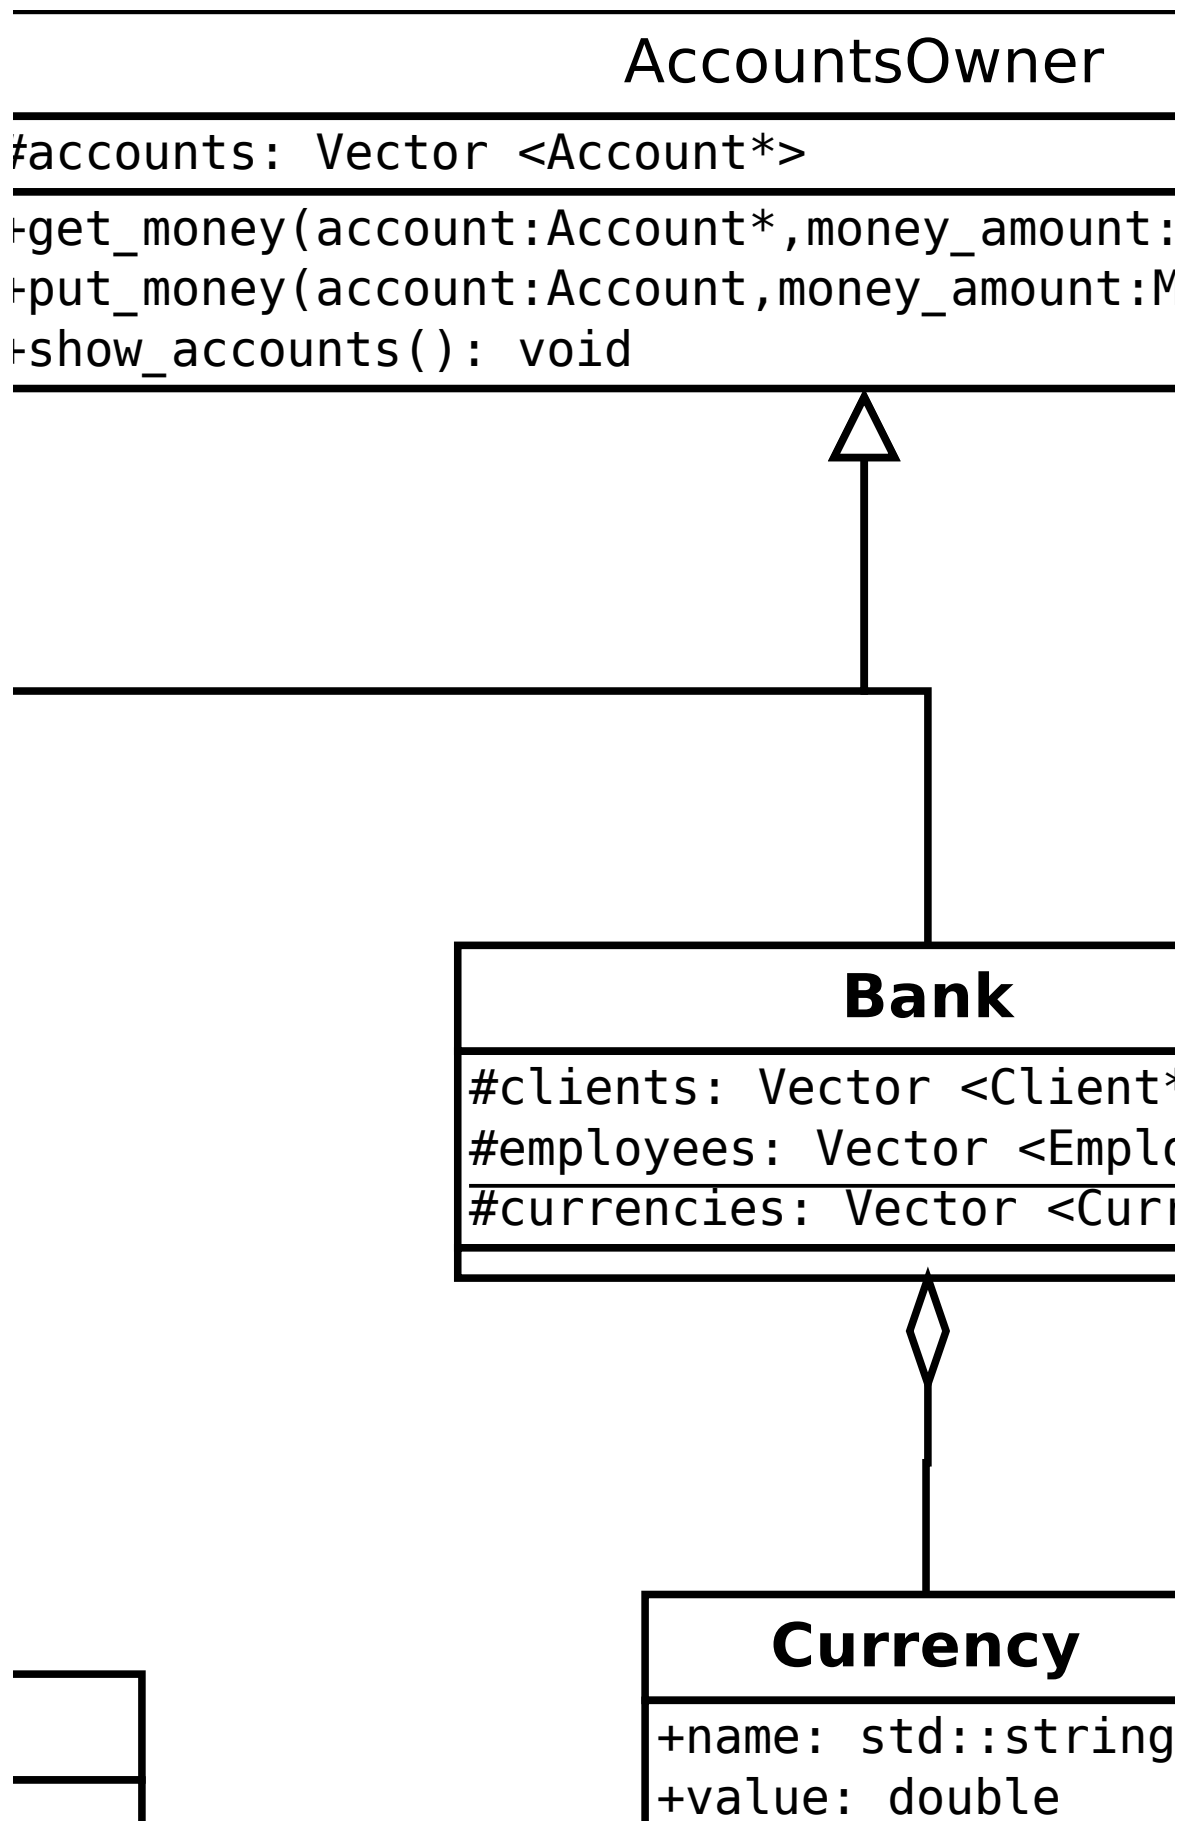 AccountsOwner
#accounts: Vector <Account*>
+get_money(account:Account*,money_amount:
+put_money(account:Account,money_amount:
+show_accounts(): void
Bank
#clients: Vector <Client*
#employees: Vector <Emplo
#currencies: Vector <Curr
Currency
+name: std::string
+value: double